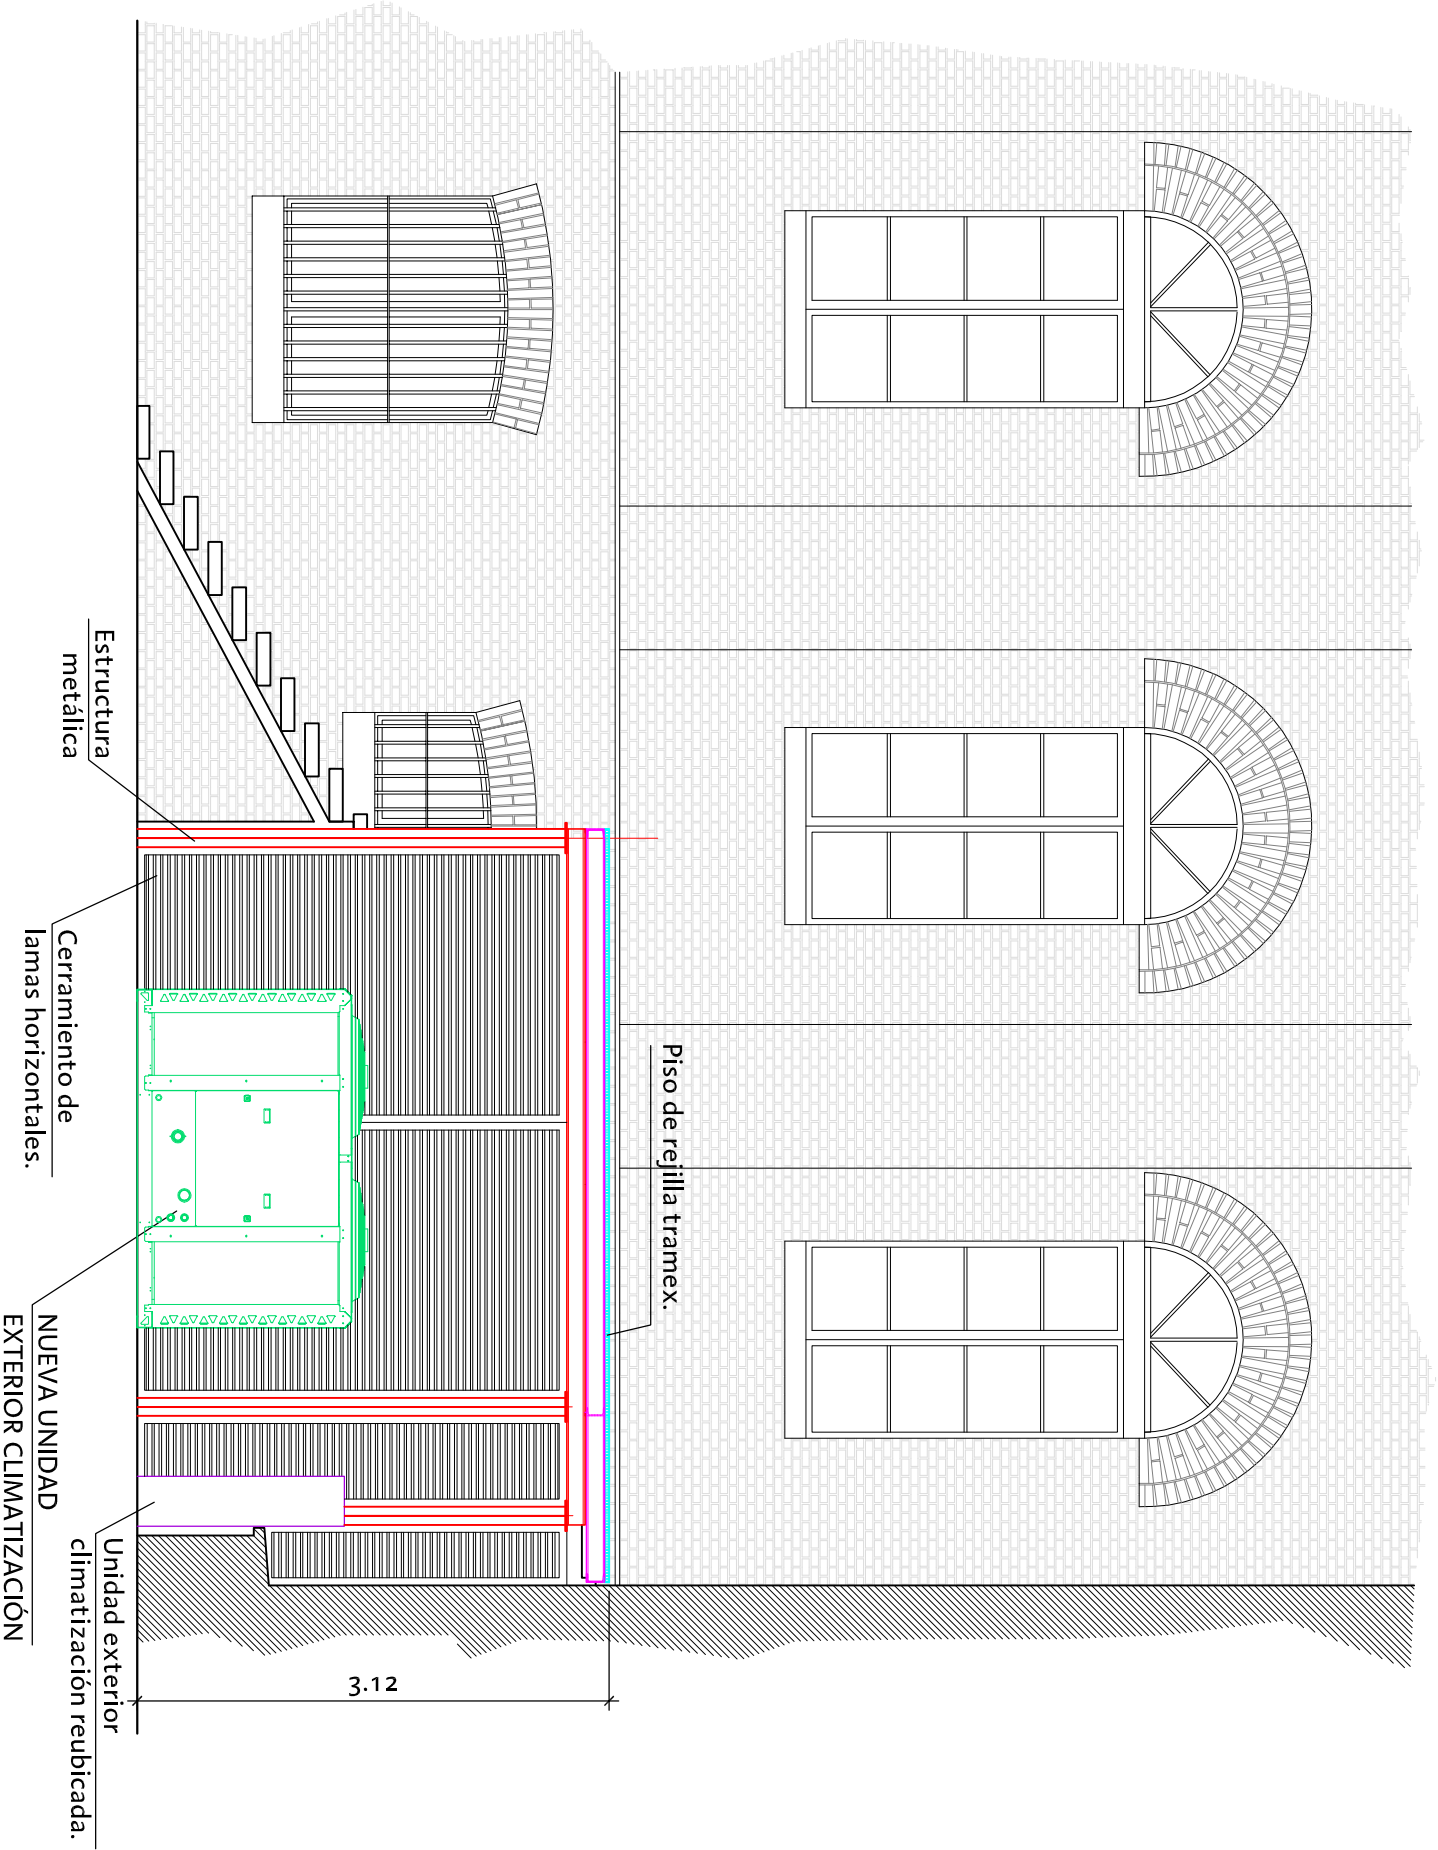 Piso de rejilla tramex.
Estructura
metálica
Cerramiento de
lamas horizontales.
NUEVA UNIDAD
EXTERIOR CLIMATIZACIÓN
Unidad exterior
climatización reubicada.
3.12